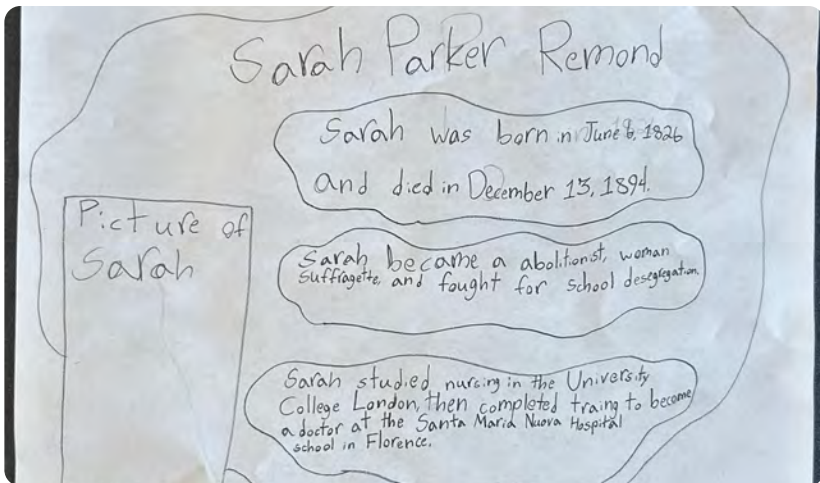 Sarah Parker Remond
Sarah was born in June 6, 1826
and died in December 13, 1894.
Picture of
Sarah
Sarah became a abolitionist, woman
suffragette, and fought for school desegregation.
Sarah studied nursing in the University
College London, then completed traing to become
a doctor at the Santa Maria Nuova Hospital
school in Florence.